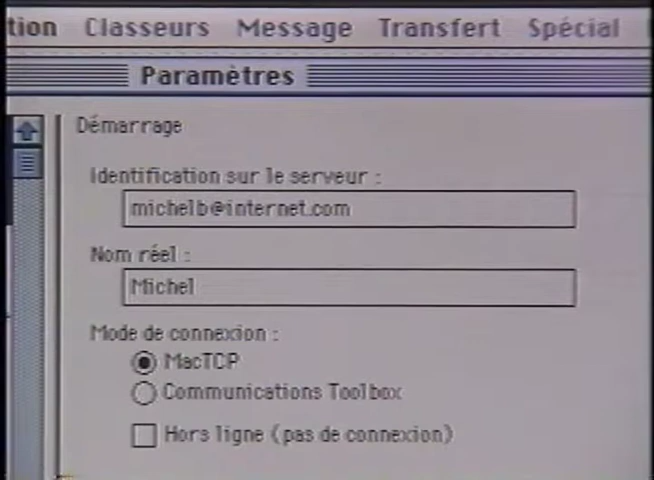 tion Classeurs Message Transfert Spécial
Paramètres
Démarrage
Identification sur le serveur :
michelb@internet.com
Nom réel :
Michel
Mode de connexion :
MacTCP
Communications Toolbox
Hors ligne (pas de connexion)